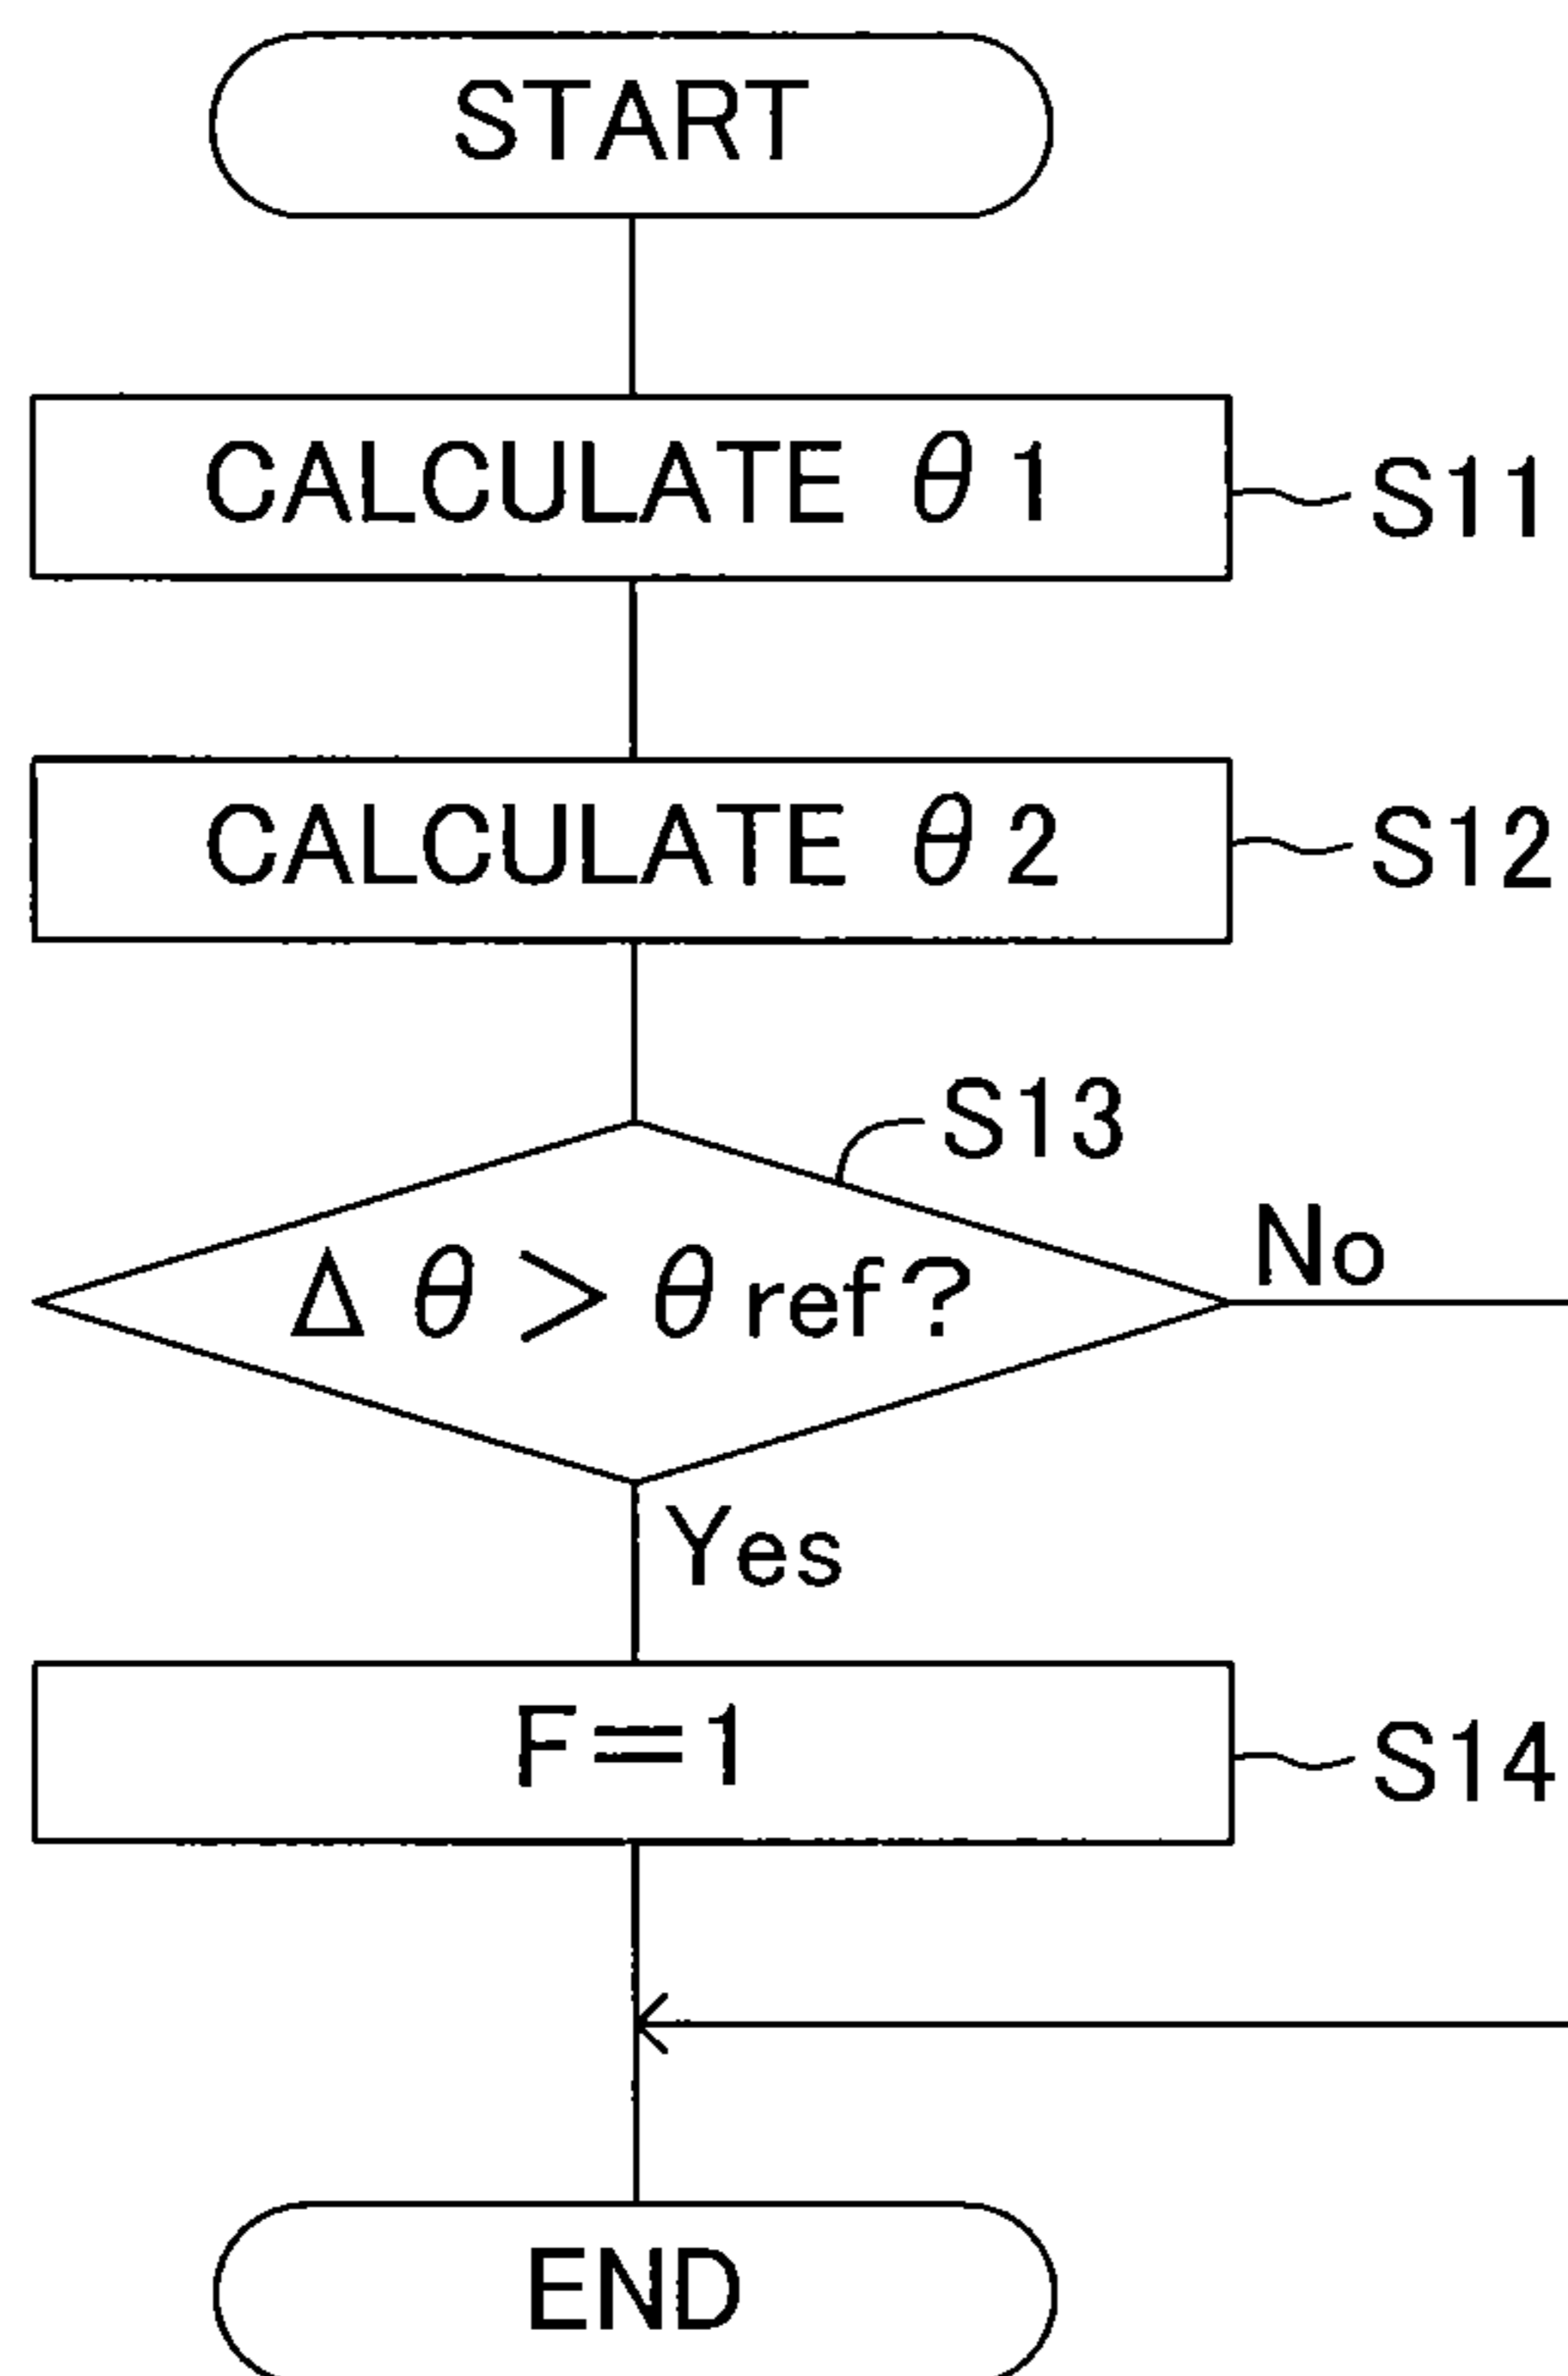 START
CALCULATE θ1
S11
CALCULATE θ2
S12
S13
Δθ>θref?
No
Yes
F=1
S14
END